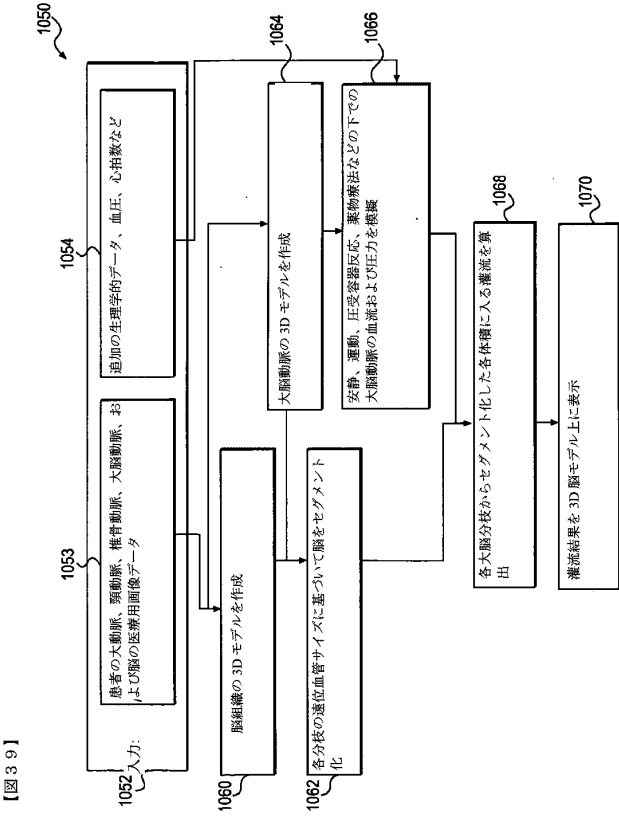 【図39】
1050
1052
入力:
1053
患者の大動脈、頸動脈、椎骨動脈、大脳動脈、お
よび脳の医療用画像データ
1054
追加の生理学的データ、血圧、心拍数など
1060
脳組織の 3D モデルを作成
1064
大脳動脈の 3D モデルを作成
1062
各分枝の遠位血管サイズに基づいて脳をセグメント
化
1066
安静、運動、圧受容器反応、薬物療法などの下での
大脳動脈の血流および圧力を模擬
1068
各大脳分枝からセグメント化した各体積に入る灌流を算
出
1070
灌流結果を 3D 脳モデル上に表示